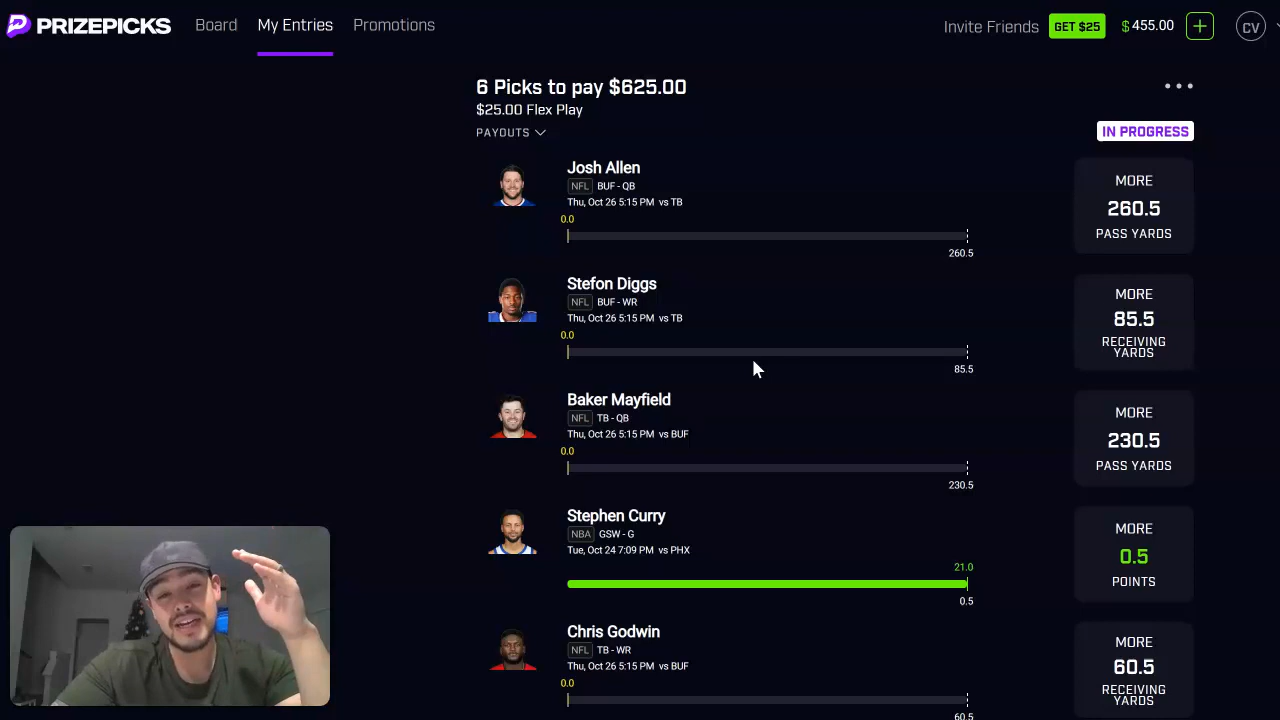 PRIZEPICKS
Board
My Entries
Promotions
Invite Friends
GET $25
$ 455.00
CV
6 Picks to pay $625.00
$25.00 Flex Play
PAYOUTS
IN PROGRESS
Josh Allen
NFL BUF - QB
Thu, Oct 26 5:15 PM vs TB
0.0
260.5
MORE
260.5
PASS YARDS
Stefon Diggs
NFL BUF - WR
Thu, Oct 26 5:15 PM vs TB
0.0
85.5
MORE
85.5
RECEIVING
YARDS
Baker Mayfield
NFL TB - QB
Thu, Oct 26 5:15 PM vs BUF
0.0
230.5
MORE
230.5
PASS YARDS
Stephen Curry
NBA GSW - G
Tue, Oct 24 7:09 PM vs PHX
21.0
0.5
MORE
0.5
POINTS
Chris Godwin
NFL TB - WR
Thu, Oct 26 5:15 PM vs BUF
0.0
60.5
MORE
60.5
RECEIVING
YARDS